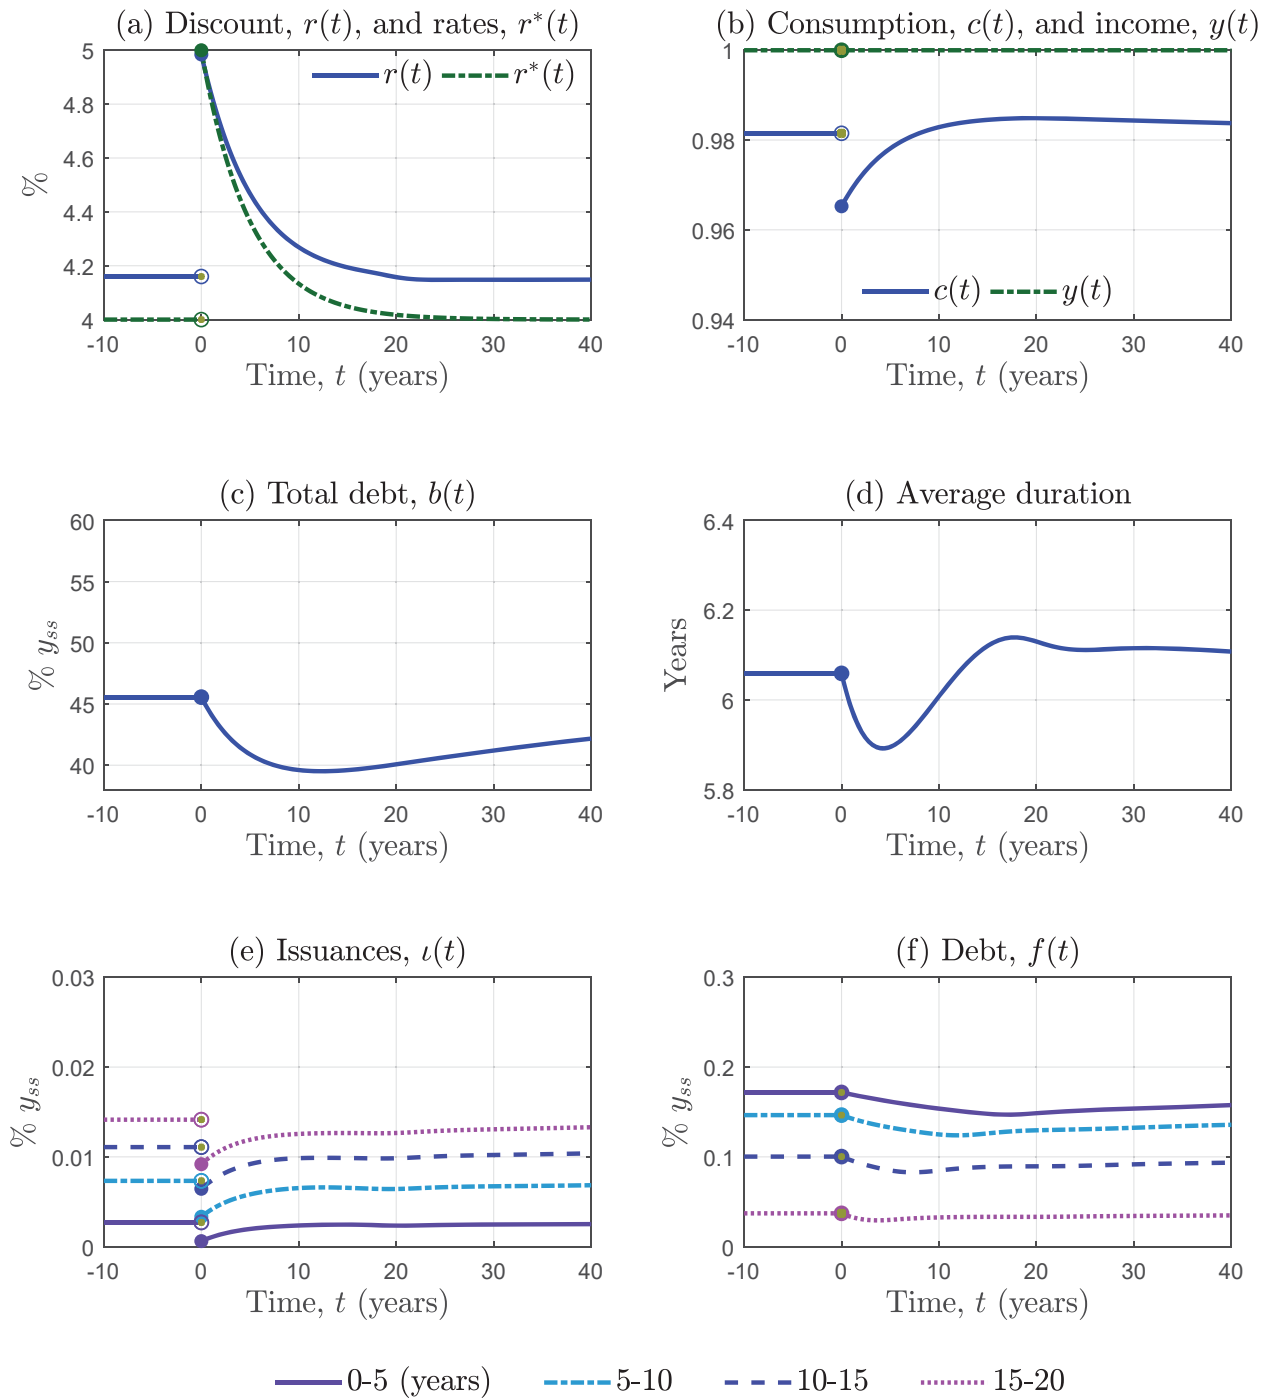 (a) Discount, r(t), and rates, r*(t)
5
4.8
4.6
4.4
4.2
4
%
r(t) r*(t)
-10 0 10 20 30 40
Time, t (years)
(b) Consumption, c(t), and income, y(t)
1
0.98
0.96
0.94
c(t) y(t)
-10 0 10 20 30 40
Time, t (years)
(c) Total debt, b(t)
60
55
50
45
40
% yss
-10 0 10 20 30 40
Time, t (years)
(d) Average duration
6.4
6.2
6
5.8
Years
-10 0 10 20 30 40
Time, t (years)
(e) Issuances, ι(t)
0.03
0.02
0.01
0
% yss
-10 0 10 20 30 40
Time, t (years)
(f) Debt, f(t)
0.3
0.2
0.1
0
% yss
-10 0 10 20 30 40
Time, t (years)
0-5 (years) 5-10 10-15 15-20